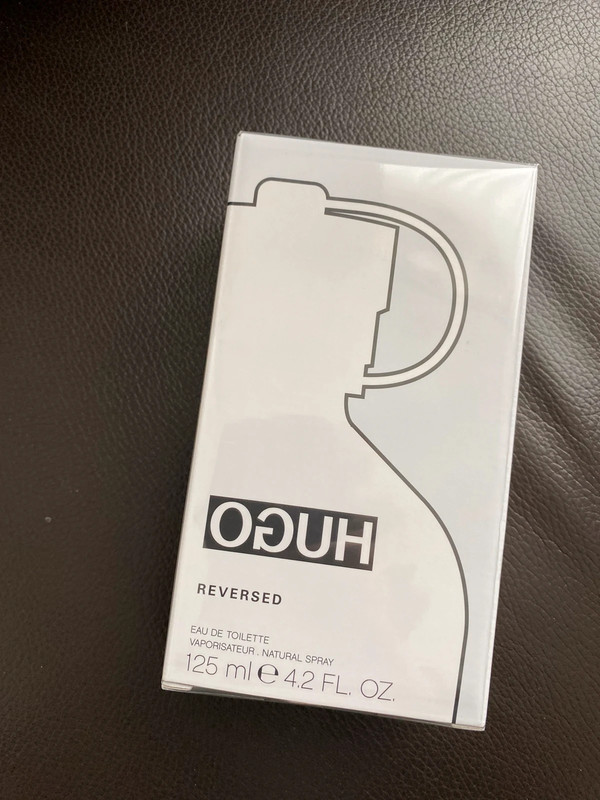 HUGO
REVERSED
EAU DE TOILETTE
VAPORISATEUR . NATURAL SPRAY
125 ml ℮ 4.2 FL. OZ.